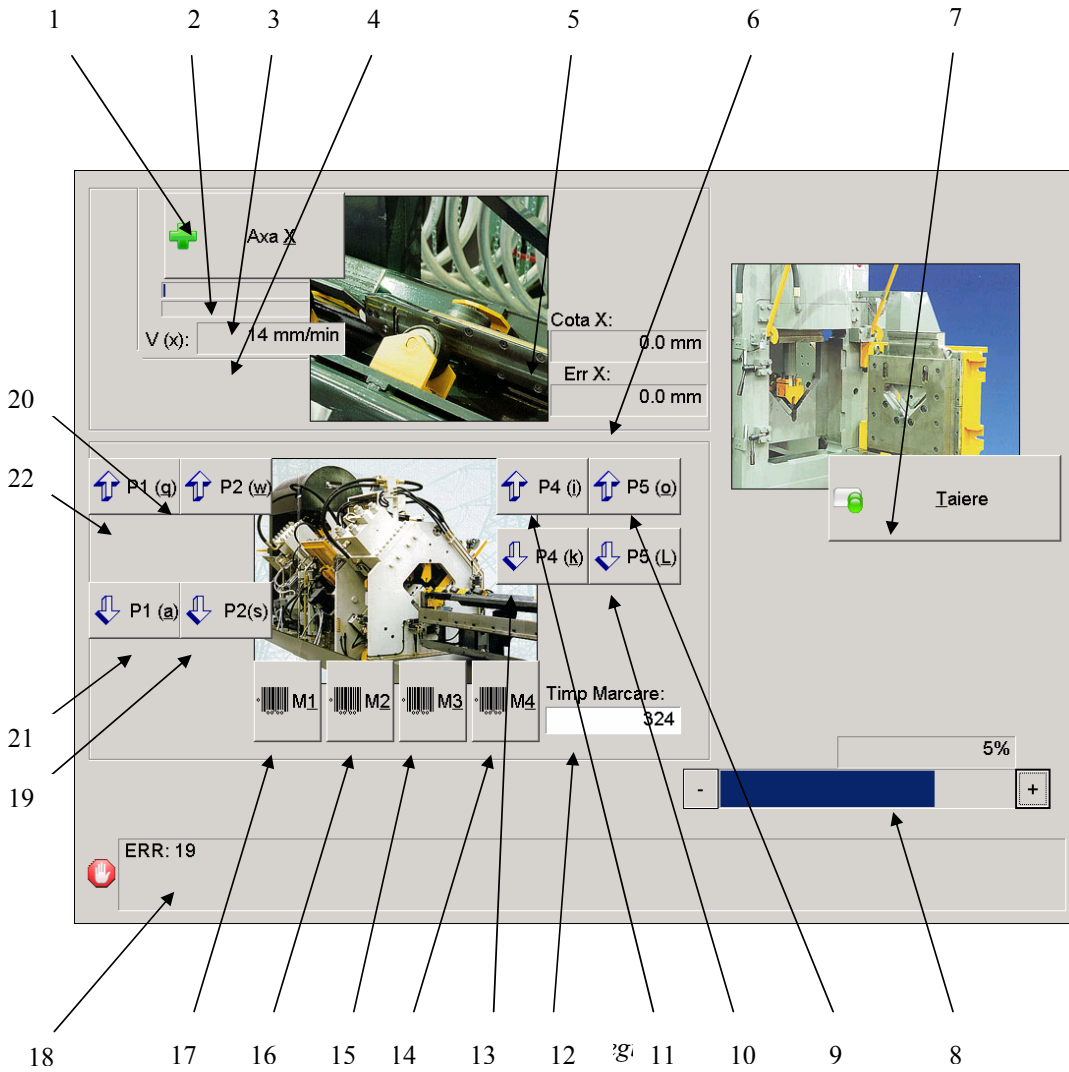 1 2 3 4 5 6 7
Axa X
V (x): 14 mm/min
Cota X:
0.0 mm
Err X:
0.0 mm
20
22
P1 (q) P2 (w) P4 (i) P5 (o)
Taiere
P4 (k) P5 (L)
P1 (a) P2(s)
21
19
M1 M2 M3 M4
Timp Marcare:
324
5%
- +
ERR: 19
18 17 16 15 14 13 12 11 10 9 8